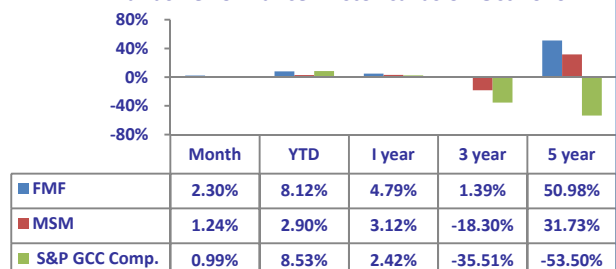 80%
40%
0%
-40%
-80%
Month YTD I year 3 year 5 year
FMF 2.30% 8.12% 4.79% 1.39% 50.98%
MSM 1.24% 2.90% 3.12% -18.30% 31.73%
S&P GCC Comp. 0.99% 8.53% 2.42% -35.51% -53.50%